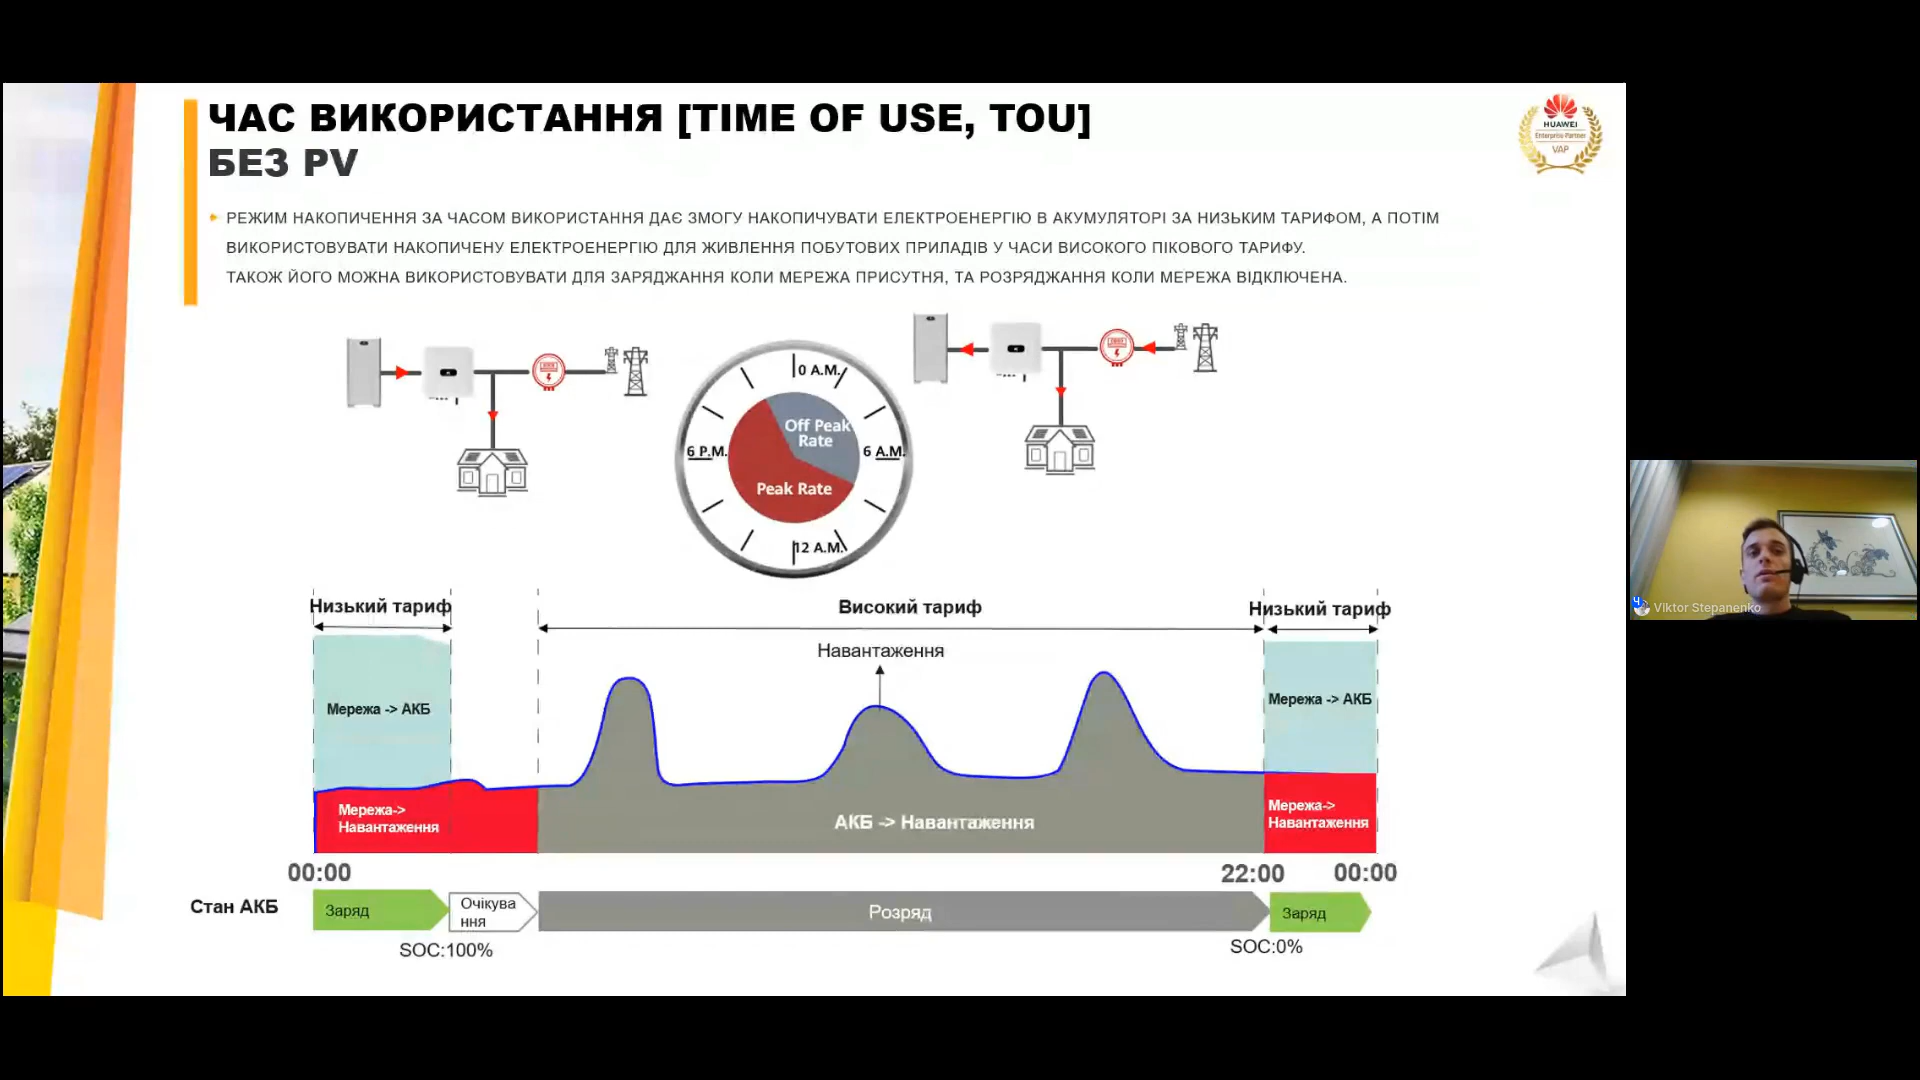 ЧАС ВИКОРИСТАННЯ [TIME OF USE, TOU]
БЕЗ PV
HUAWEI
Enterprise Partner
VAP
РЕЖИМ НАКОПИЧЕННЯ ЗА ЧАСОМ ВИКОРИСТАННЯ ДАЄ ЗМОГУ НАКОПИЧУВАТИ ЕЛЕКТРОЕНЕРГІЮ В АКУМУЛЯТОРІ ЗА НИЗЬКИМ ТАРИФОМ, А ПОТІМ
ВИКОРИСТОВУВАТИ НАКОПИЧЕНУ ЕЛЕКТРОЕНЕРГІЮ ДЛЯ ЖИВЛЕННЯ ПОБУТОВИХ ПРИЛАДІВ У ЧАСИ ВИСОКОГО ПІКОВОГО ТАРИФУ.
ТАКОЖ ЙОГО МОЖНА ВИКОРИСТОВУВАТИ ДЛЯ ЗАРЯДЖАННЯ КОЛИ МЕРЕЖА ПРИСУТНЯ, ТА РОЗРЯДЖАННЯ КОЛИ МЕРЕЖА ВІДКЛЮЧЕНА.
0 A.M.
Off Peak
Rate
6 P.M.
6 A.M.
Peak Rate
12 A.M.
Низький тариф
Високий тариф
Низький тариф
Навантаження
Мережа -> АКБ
Мережа -> АКБ
Мережа->
Навантаження
АКБ -> Навантаження
Мережа->
Навантаження
00:00
22:00
00:00
Стан АКБ
Заряд
Очікува
ння
Розряд
Заряд
SOC:100%
SOC:0%
Viktor Stepanenko